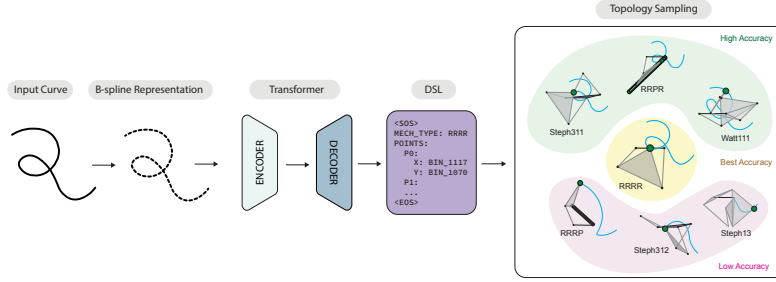 Topology Sampling
Input Curve
B-spline Representation
Transformer
DSL
ENCODER
DECODER
<SOS>
MECH_TYPE: RRRR
POINTS:
P0:
X: BIN_1117
Y: BIN_1070
P1:
...
<EOS>
High Accuracy
RRPR
Steph311
Watt111
Best Accuracy
RRRR
RRRP
Steph312
Steph13
Low Accuracy